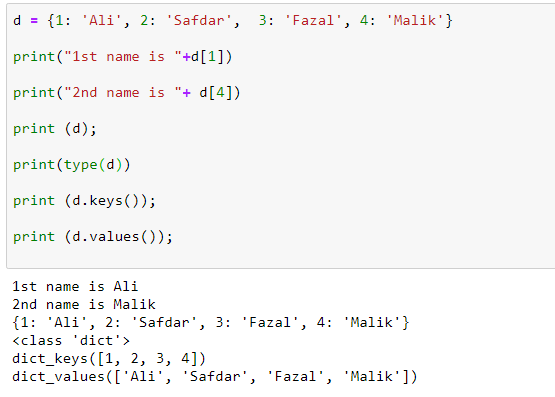 d = {1: 'Ali', 2: 'Safdar',  3: 'Fazal', 4: 'Malik'}
print("1st name is "+d[1])
print("2nd name is "+ d[4])
print (d);
print(type(d))
print (d.keys());
print (d.values());
1st name is Ali
2nd name is Malik
{1: 'Ali', 2: 'Safdar', 3: 'Fazal', 4: 'Malik'}
<class 'dict'>
dict_keys([1, 2, 3, 4])
dict_values(['Ali', 'Safdar', 'Fazal', 'Malik'])